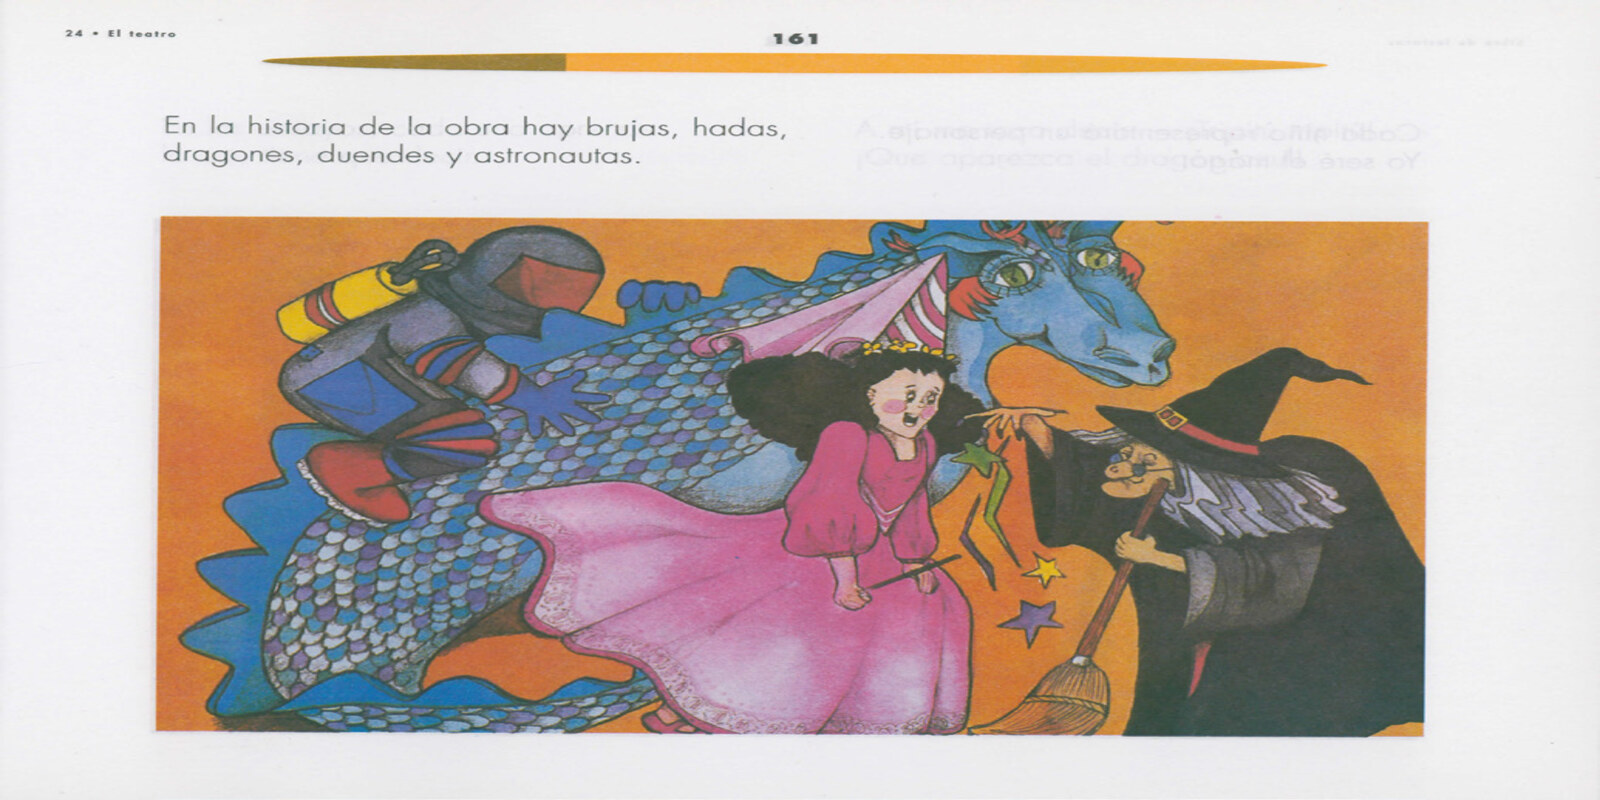 24 • El teatro
161
En la historia de la obra hay brujas, hadas,
dragones, duendes y astronautas.